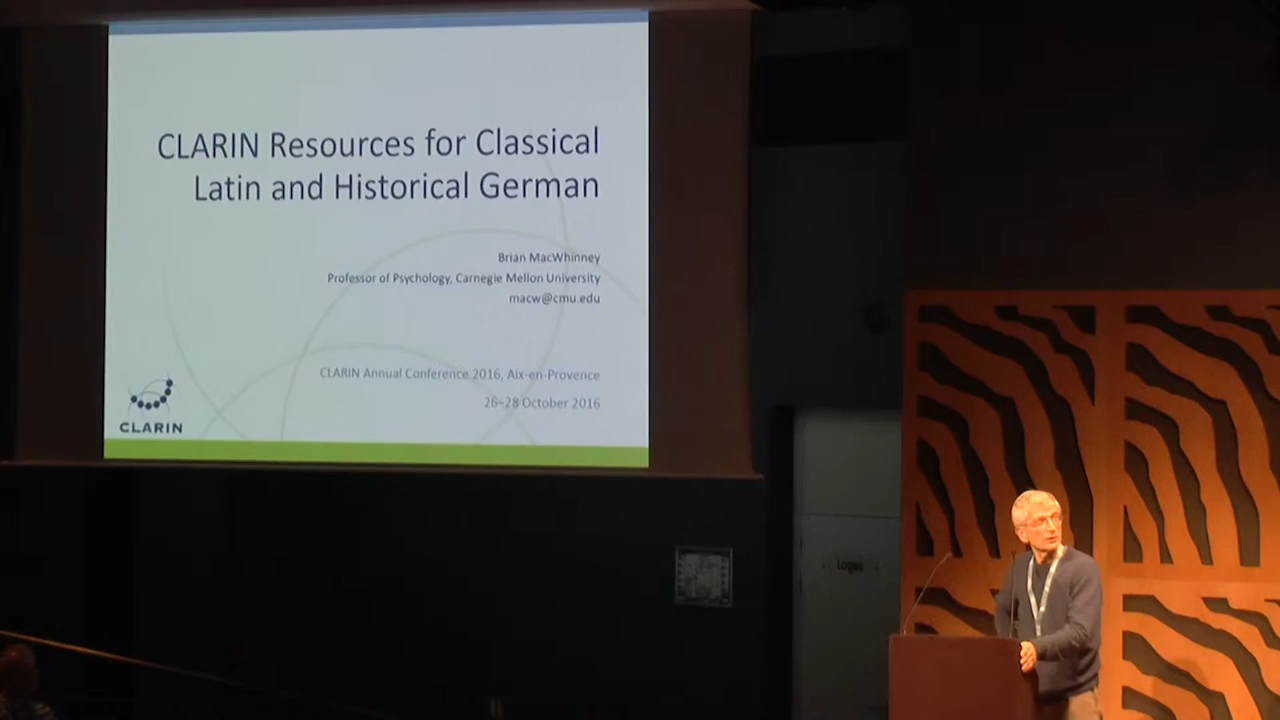 CLARIN Resources for Classical
Latin and Historical German
Brian MacWhinney
Professor of Psychology, Carnegie Mellon University
macw@cmu.edu
CLARIN Annual Conference 2016, Aix-en-Provence
26–28 October 2016
CLARIN